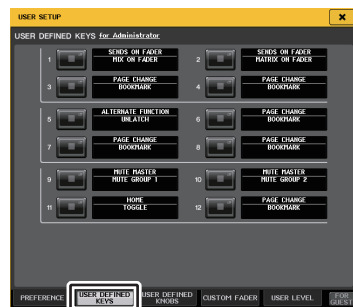 USER SETUP
USER DEFINED KEYS for Administrator
1 SENDS ON FADER MIX ON FADER
2 SENDS ON FADER MATRIX ON FADER
3 PAGE CHANGE BOOKMARK
4 PAGE CHANGE BOOKMARK
5 ALTERNATE FUNCTION UNLATCH
6 PAGE CHANGE BOOKMARK
7 PAGE CHANGE BOOKMARK
8 PAGE CHANGE BOOKMARK
9 MUTE MASTER MUTE GROUP 1
10 MUTE MASTER MUTE GROUP 2
11 HOME TOGGLE
12 PAGE CHANGE BOOKMARK
PREFERENCE USER DEFINED KEYS USER DEFINED KNOBS CUSTOM FADER USER LEVEL FOR GUEST